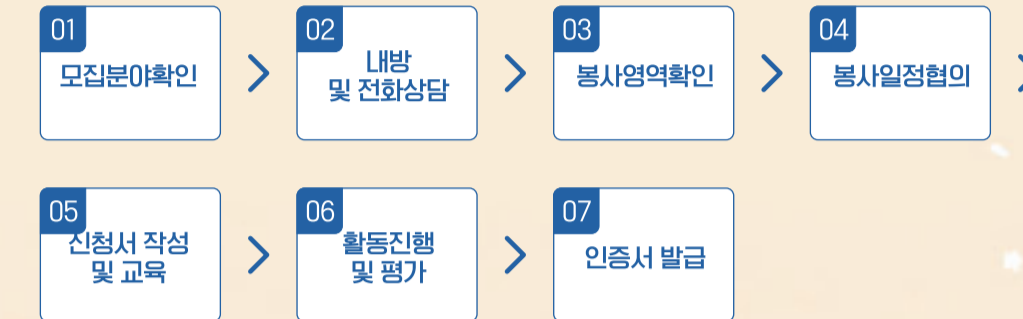 01
모집분야확인
02
내방
및 전화상담
03
봉사영역확인
04
봉사일정협의
05
신청서 작성
및 교육
06
활동진행
및 평가
07
인증서 발급